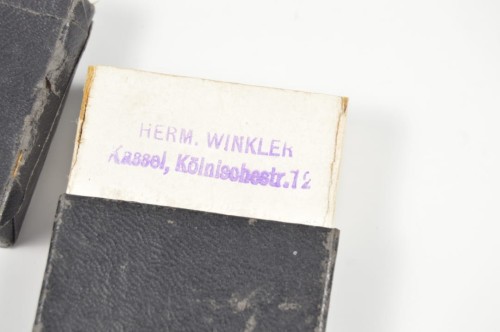 HERM. WINKLER
Kassel, Kölnischestr. 12